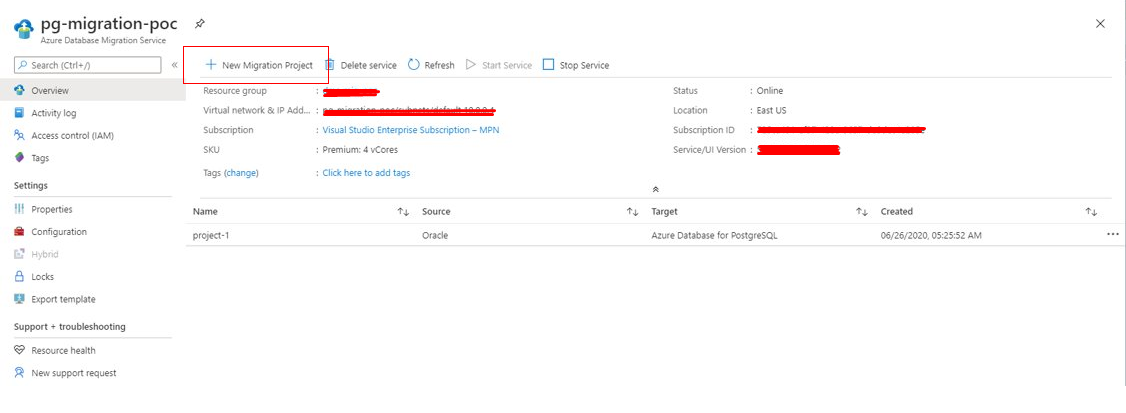 pg-migration-poc
Azure Database Migration Service
Search (Ctrl+/)
«
New Migration Project
Delete service
Refresh
Start Service
Stop Service
Overview
Activity log
Access control (IAM)
Tags
Settings
Properties
Configuration
Hybrid
Locks
Export template
Support + troubleshooting
Resource health
New support request
Resource group :
Virtual network & IP Add... :
Subscription : Visual Studio Enterprise Subscription – MPN
SKU : Premium: 4 vCores
Tags (change) : Click here to add tags
Status : Online
Location : East US
Subscription ID :
Service/UI Version :
Name Source Target Created
project-1 Oracle Azure Database for PostgreSQL 06/26/2020, 05:25:52 AM ...